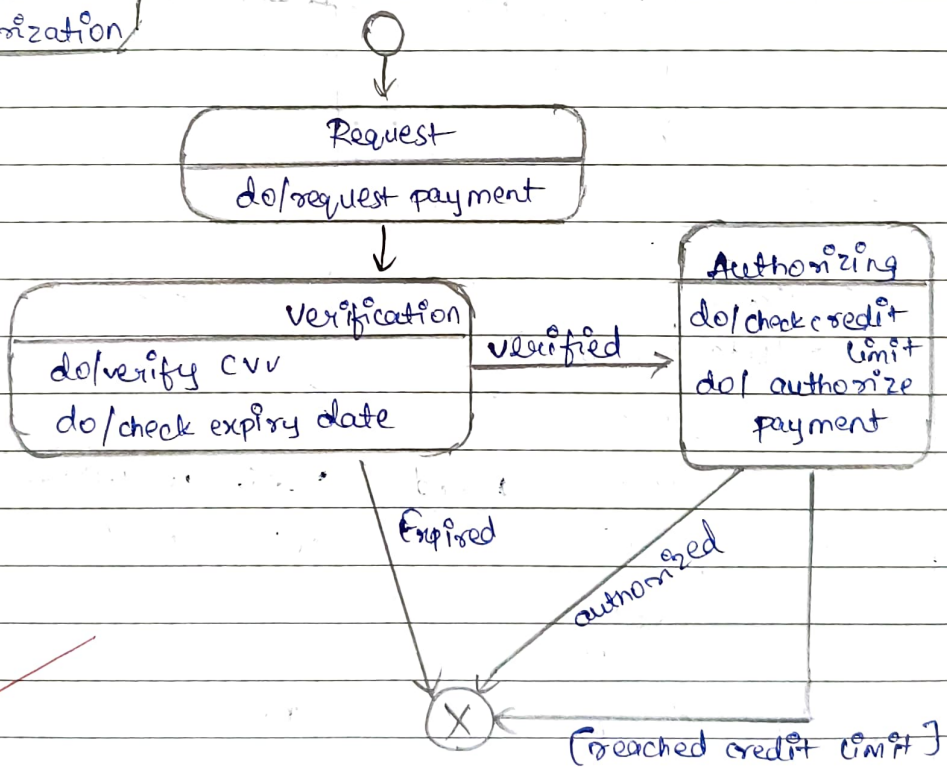 rization
Request
do/request payment
Authorizing
do/check credit
limit
do/ authorize
payment
verification
do/verify CVV
do/check expiry date
verified
Expired
authorized
X
[reached credit limit]